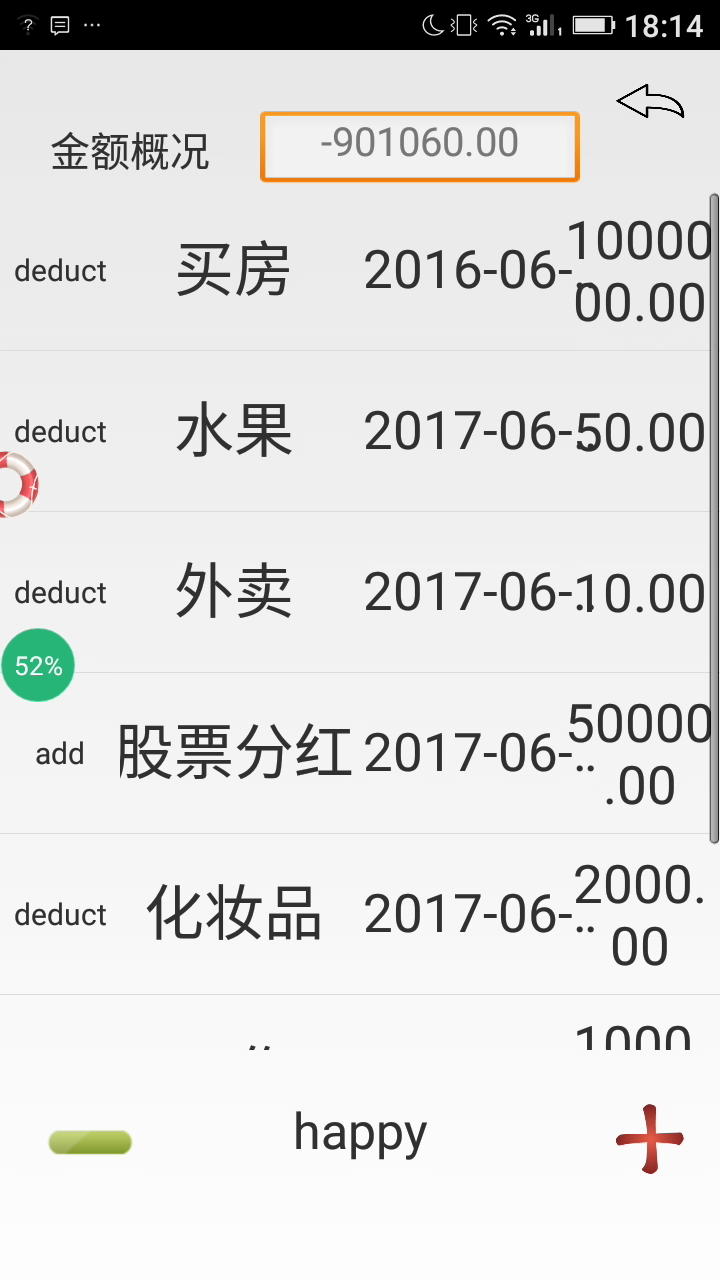 18:14
金额概况 -901060.00
deduct 买房 2016-06-.. 10000
00.00
deduct 水果 2017-06-.. 50.00
deduct 外卖 2017-06-.. 10.00
52%
add 股票分红 2017-06-.. 50000
.00
deduct 化妆品 2017-06-.. 2000.
00
1000
happy